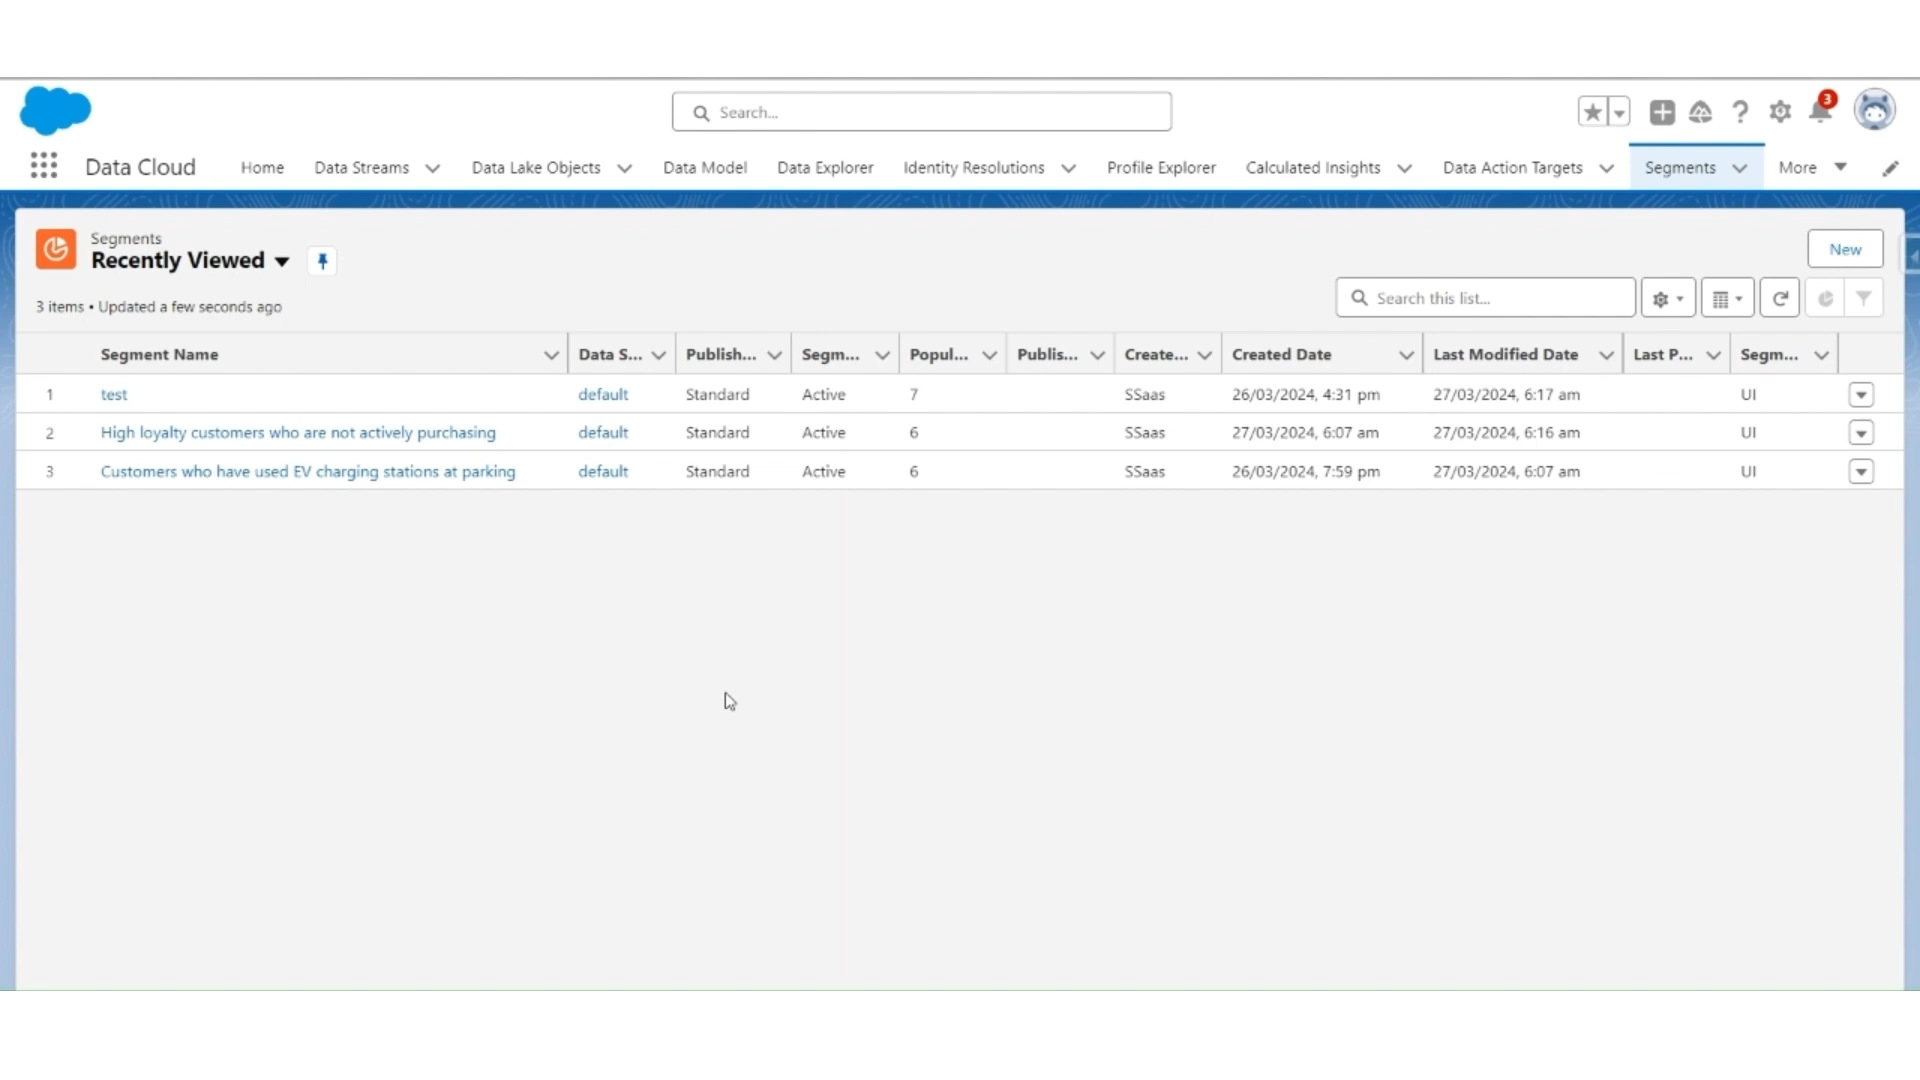 Search...
3
Data Cloud Home Data Streams Data Lake Objects Data Model Data Explorer Identity Resolutions Profile Explorer Calculated Insights Data Action Targets Segments More
Segments
Recently Viewed
New
3 items • Updated a few seconds ago
Search this list...
Segment Name Data S... Publish... Segm... Popul... Publis... Create... Created Date Last Modified Date Last P... Segm...
1 test default Standard Active 7 SSaas 26/03/2024, 4:31 pm 27/03/2024, 6:17 am UI
2 High loyalty customers who are not actively purchasing default Standard Active 6 SSaas 27/03/2024, 6:07 am 27/03/2024, 6:16 am UI
3 Customers who have used EV charging stations at parking default Standard Active 6 SSaas 26/03/2024, 7:59 pm 27/03/2024, 6:07 am UI